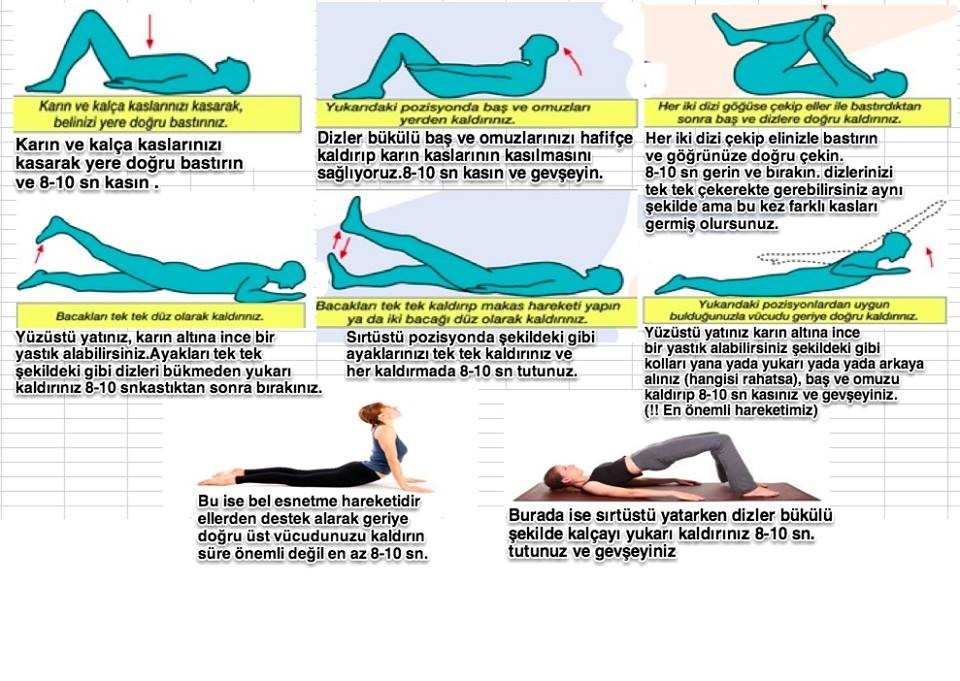 Karın ve kalça kaslarınızı kasarak,
belinizi yere doğru bastırınız.
Karın ve kalça kaslarınızı
kasarak yere doğru bastırın
ve 8-10 sn kasın .
Yukarıdaki pozisyonda baş ve omuzları
yerden kaldırınız.
Dizler bükülü baş ve omuzlarınızı hafifçe
kaldırıp karın kaslarının kasılmasını
sağlıyoruz.8-10 sn kasın ve gevşeyin.
Her iki dizi göğüse çekip eller ile bastırdıktan
sonra baş ve dizlere doğru kaldırınız.
Her iki dizi çekip elinizle bastırın
ve göğrünüze doğru çekin.
8-10 sn gerin ve bırakın. dizlerinizi
tek tek çekerekte gerebilirsiniz aynı
şekilde ama bu kez farklı kasları
germiş olursunuz.
Bacakları tek tek düz olarak kaldırınız.
Yüzüstü yatınız, karın altına ince bir
yastık alabilirsiniz.Ayakları tek tek
şekildeki gibi dizleri bükmeden yukarı
kaldırınız 8-10 snkastıktan sonra bırakınız.
Bacakları tek tek kaldırıp makas hareketi yapın
ya da iki bacağı düz olarak kaldırınız.
Sırtüstü pozisyonda şekildeki gibi
ayaklarınızı tek tek kaldırınız ve
her kaldırmada 8-10 sn tutunuz.
Yukarıdaki pozisyonlardan uygun
bulduğunuzla vücudu geriye doğru kaldırınız.
Yüzüstü yatınız karın altına ince
bir yastık alabilirsiniz şekildeki gibi
kolları yana yada yukarı yada yada arkaya
alınız (hangisi rahatsa), baş ve omuzu
kaldırıp 8-10 sn kasınız ve gevşeyiniz.
(!! En önemli hareketimiz)
Bu ise bel esnetme hareketidir
ellerden destek alarak geriye
doğru üst vücudunuzu kaldırın
süre önemli değil en az 8-10 sn.
Burada ise sırtüstü yatarken dizler bükülü
şekilde kalçayı yukarı kaldırınız 8-10 sn.
tutunuz ve gevşeyiniz